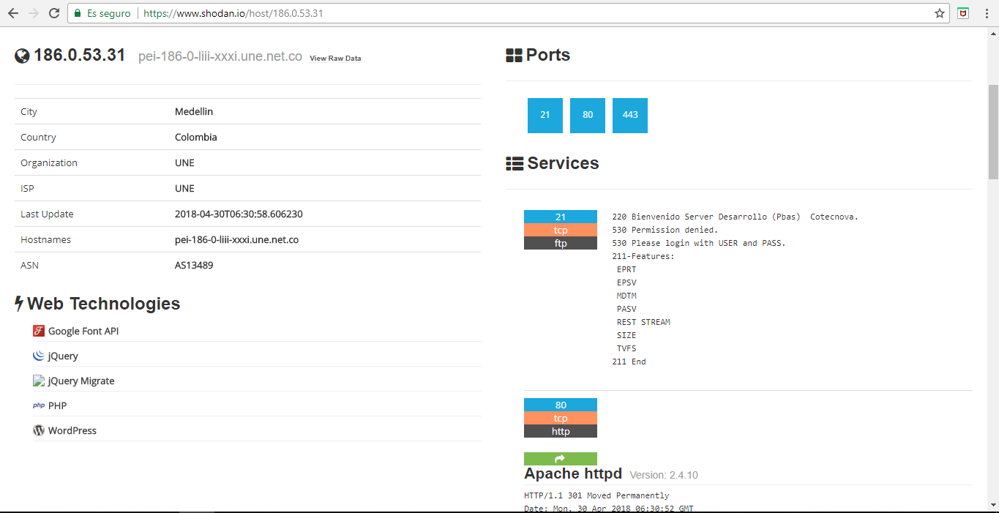 Es seguro https://www.shodan.io/host/186.0.53.31
186.0.53.31 pei-186-0-liii-xxxi.une.net.co View Raw Data
City Medellin
Country Colombia
Organization UNE
ISP UNE
Last Update 2018-04-30T06:30:58.606230
Hostnames pei-186-0-liii-xxxi.une.net.co
ASN AS13489
Web Technologies
Google Font API
jQuery
jQuery Migrate
php PHP
WordPress
Ports
21 80 443
Services
21
tcp
ftp
220 Bienvenido Server Desarrollo (Pbas)  Cotecnova.
530 Permission denied.
530 Please login with USER and PASS.
211-Features:
EPRT
EPSV
MDTM
PASV
REST STREAM
SIZE
TVFS
211 End
80
tcp
http
Apache httpd Version: 2.4.10
HTTP/1.1 301 Moved Permanently
Date: Mon, 30 Apr 2018 06:30:52 GMT